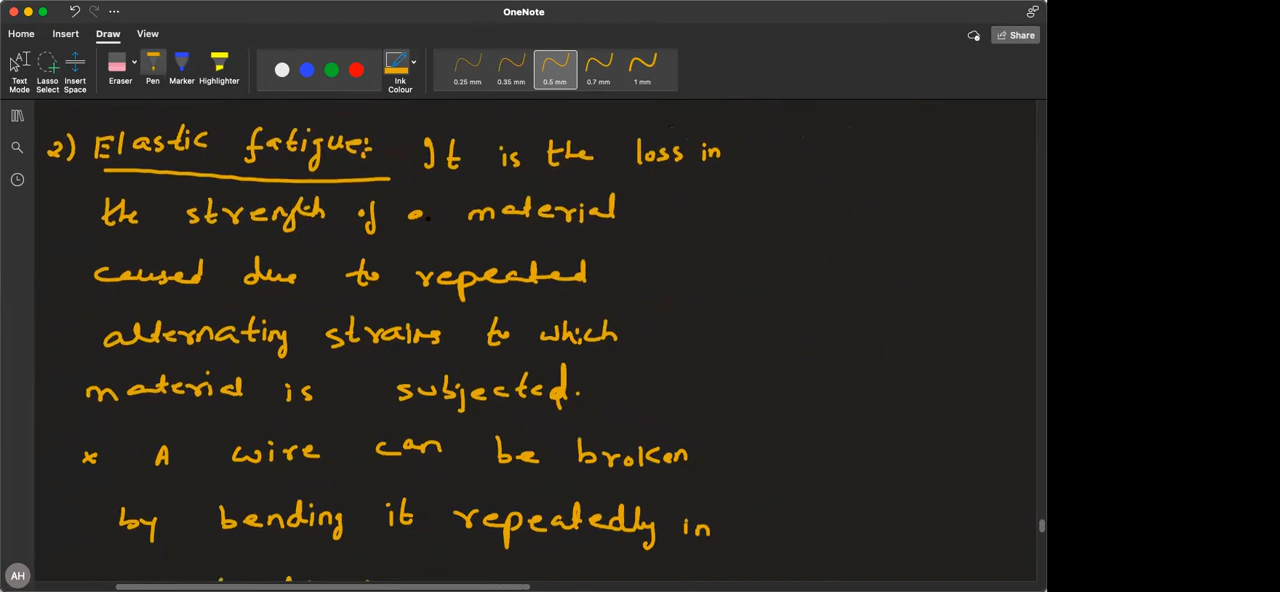 OneNote
Home Insert Draw View
Share
Text Mode Lasso Select Insert Space Eraser Pen Marker Highlighter Ink Colour 0.25 mm 0.35 mm 0.5 mm 0.7 mm 1 mm
2) Elastic fatigue: It is the loss in
the strength of a material
caused due to repeated
alternating strains to which
material is subjected.
* A wire can be broken
by bending it repeatedly in
AH